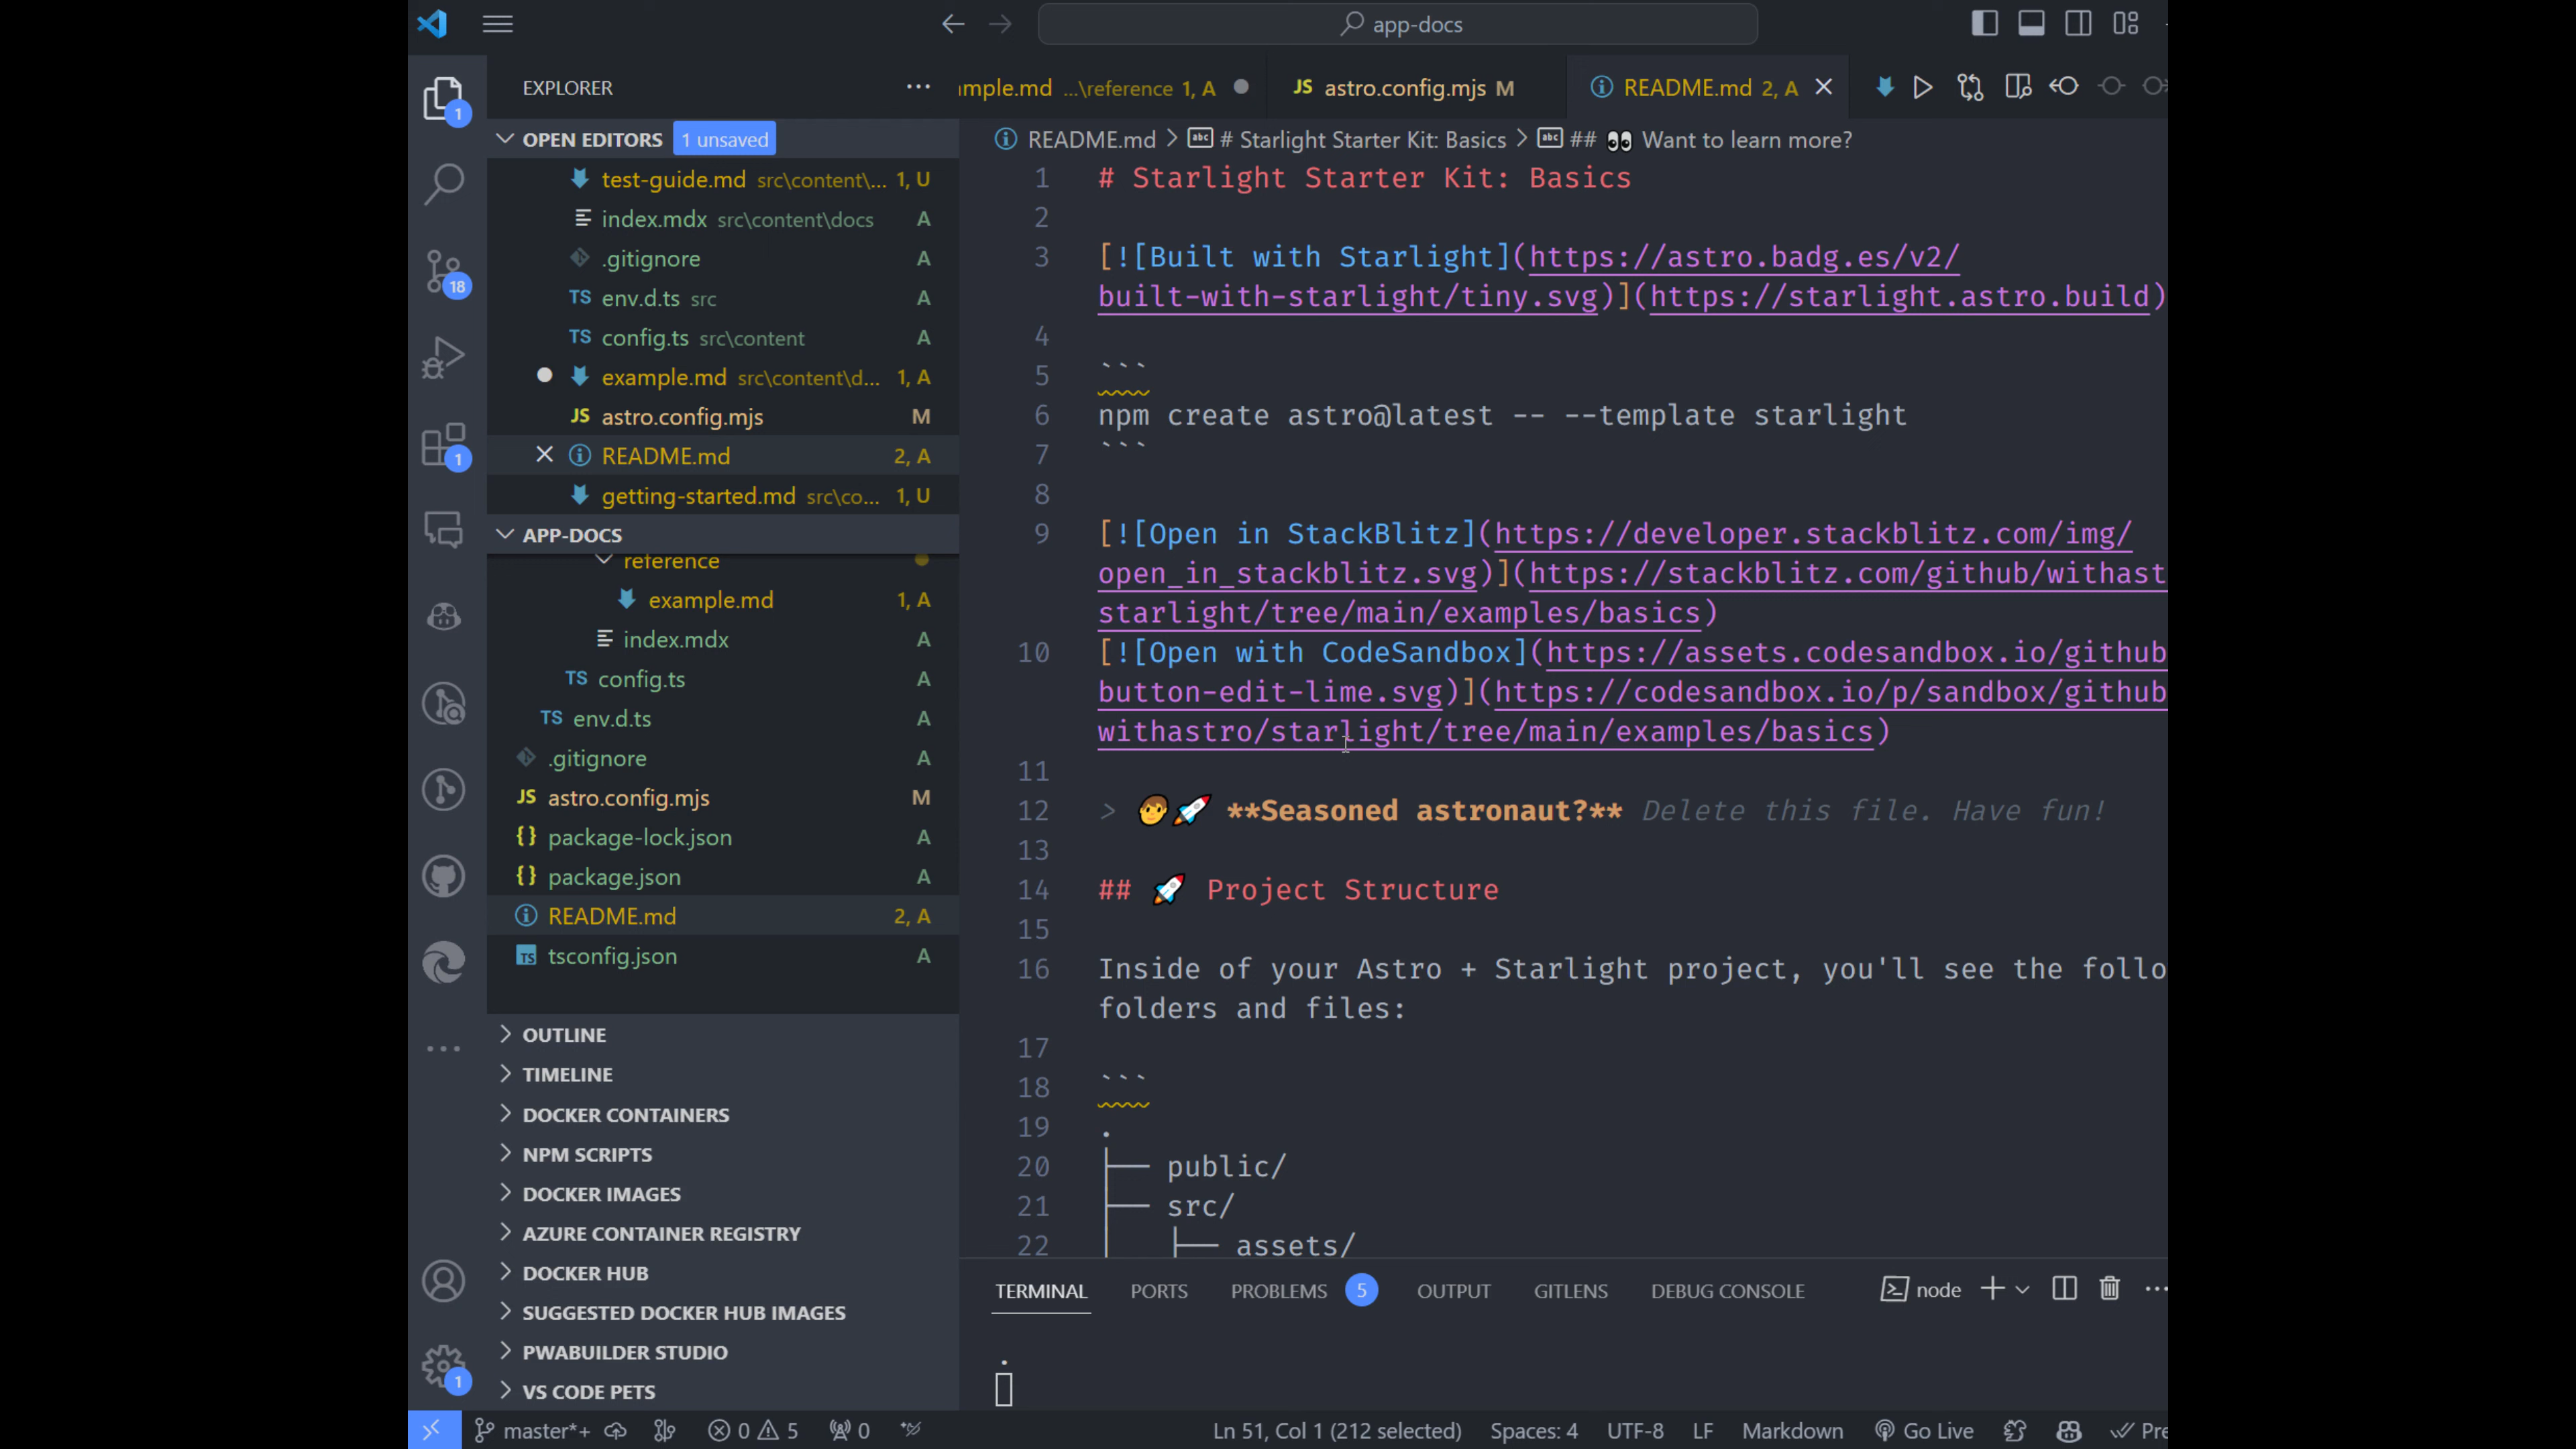 app-docs
EXPLORER
OPEN EDITORS 1 unsaved
test-guide.md src\content\... 1, U
index.mdx src\content\docs A
.gitignore A
TS env.d.ts src A
TS config.ts src\content A
example.md src\content\d... 1, A
JS astro.config.mjs M
README.md 2, A
getting-started.md src\co... 1, U
APP-DOCS
reference
example.md 1, A
index.mdx A
TS config.ts A
TS env.d.ts A
.gitignore A
JS astro.config.mjs M
{} package-lock.json A
{} package.json A
README.md 2, A
TS tsconfig.json A
OUTLINE
TIMELINE
DOCKER CONTAINERS
NPM SCRIPTS
DOCKER IMAGES
AZURE CONTAINER REGISTRY
DOCKER HUB
SUGGESTED DOCKER HUB IMAGES
PWABUILDER STUDIO
VS CODE PETS
1
18
1
1
mple.md ...\reference 1, A JS astro.config.mjs M README.md 2, A
README.md > # Starlight Starter Kit: Basics > ## 👀 Want to learn more?
1 # Starlight Starter Kit: Basics
2
3 [![Built with Starlight](https://astro.badg.es/v2/
built-with-starlight/tiny.svg)](https://starlight.astro.build)
4
5 ```
6 npm create astro@latest -- --template starlight
7 ```
8
9 [![Open in StackBlitz](https://developer.stackblitz.com/img/
open_in_stackblitz.svg)](https://stackblitz.com/github/withast
starlight/tree/main/examples/basics)
10 [![Open with CodeSandbox](https://assets.codesandbox.io/github
button-edit-lime.svg)](https://codesandbox.io/p/sandbox/github
withastro/starlight/tree/main/examples/basics)
11
12 > 🧑‍🚀 **Seasoned astronaut?** Delete this file. Have fun!
13
14 ## 🚀 Project Structure
15
16 Inside of your Astro + Starlight project, you'll see the follo
folders and files:
17
18 ```
19 .
20 ├── public/
21 ├── src/
22 │   ├── assets/
TERMINAL PORTS PROBLEMS 5 OUTPUT GITLENS DEBUG CONSOLE node
master*+ 0 5 0 Ln 51, Col 1 (212 selected) Spaces: 4 UTF-8 LF Markdown Go Live Pre